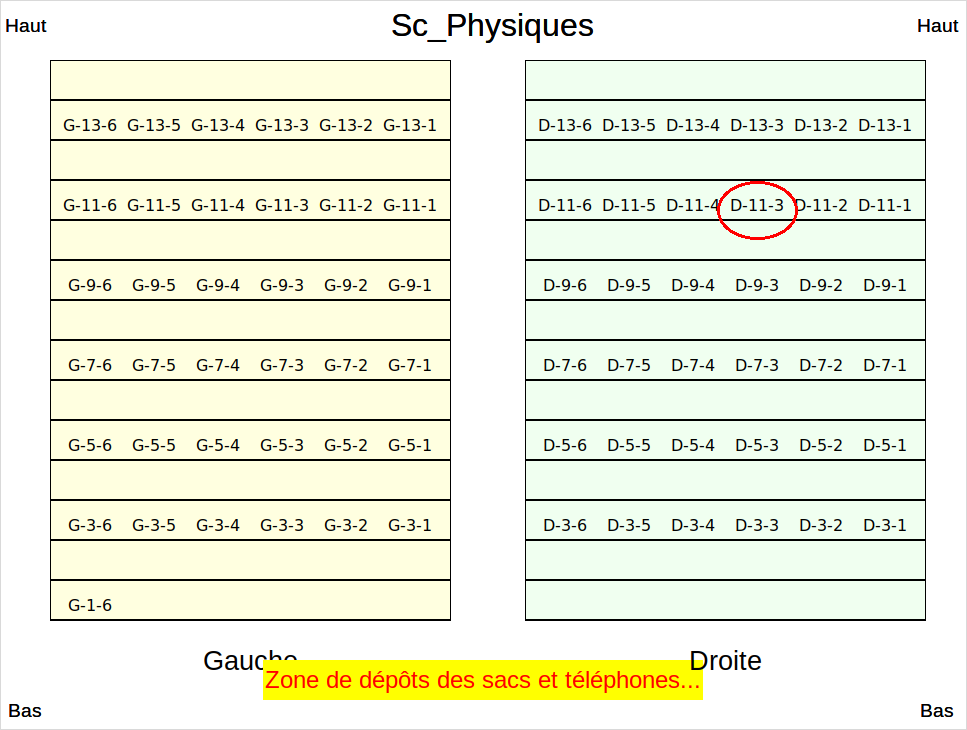 Haut Sc_Physiques Haut
G-13-6 G-13-5 G-13-4 G-13-3 G-13-2 G-13-1 D-13-6 D-13-5 D-13-4 D-13-3 D-13-2 D-13-1
G-11-6 G-11-5 G-11-4 G-11-3 G-11-2 G-11-1 D-11-6 D-11-5 D-11-4 D-11-3 D-11-2 D-11-1
G-9-6 G-9-5 G-9-4 G-9-3 G-9-2 G-9-1 D-9-6 D-9-5 D-9-4 D-9-3 D-9-2 D-9-1
G-7-6 G-7-5 G-7-4 G-7-3 G-7-2 G-7-1 D-7-6 D-7-5 D-7-4 D-7-3 D-7-2 D-7-1
G-5-6 G-5-5 G-5-4 G-5-3 G-5-2 G-5-1 D-5-6 D-5-5 D-5-4 D-5-3 D-5-2 D-5-1
G-3-6 G-3-5 G-3-4 G-3-3 G-3-2 G-3-1 D-3-6 D-3-5 D-3-4 D-3-3 D-3-2 D-3-1
G-1-6
Gauche Droite
Zone de dépôts des sacs et téléphones...
Bas Bas